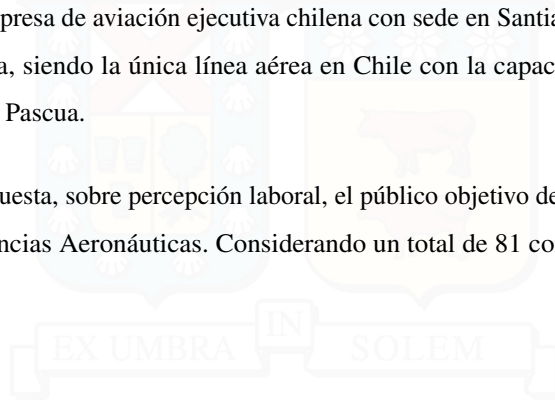 presa de aviación ejecutiva chilena con sede en Santia
a, siendo la única línea aérea en Chile con la capac
Pascua.
uesta, sobre percepción laboral, el público objetivo de
ncias Aeronáuticas. Considerando un total de 81 co
IN
EX UMBRA SOLEM